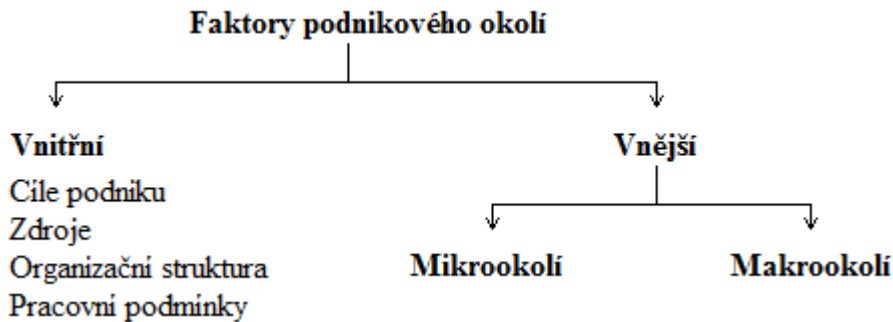 Faktory podnikového okolí
Vnitřní
Cíle podniku
Zdroje
Organizační struktura
Pracovní podmínky
Vnější
Mikrookolí
Makrookolí